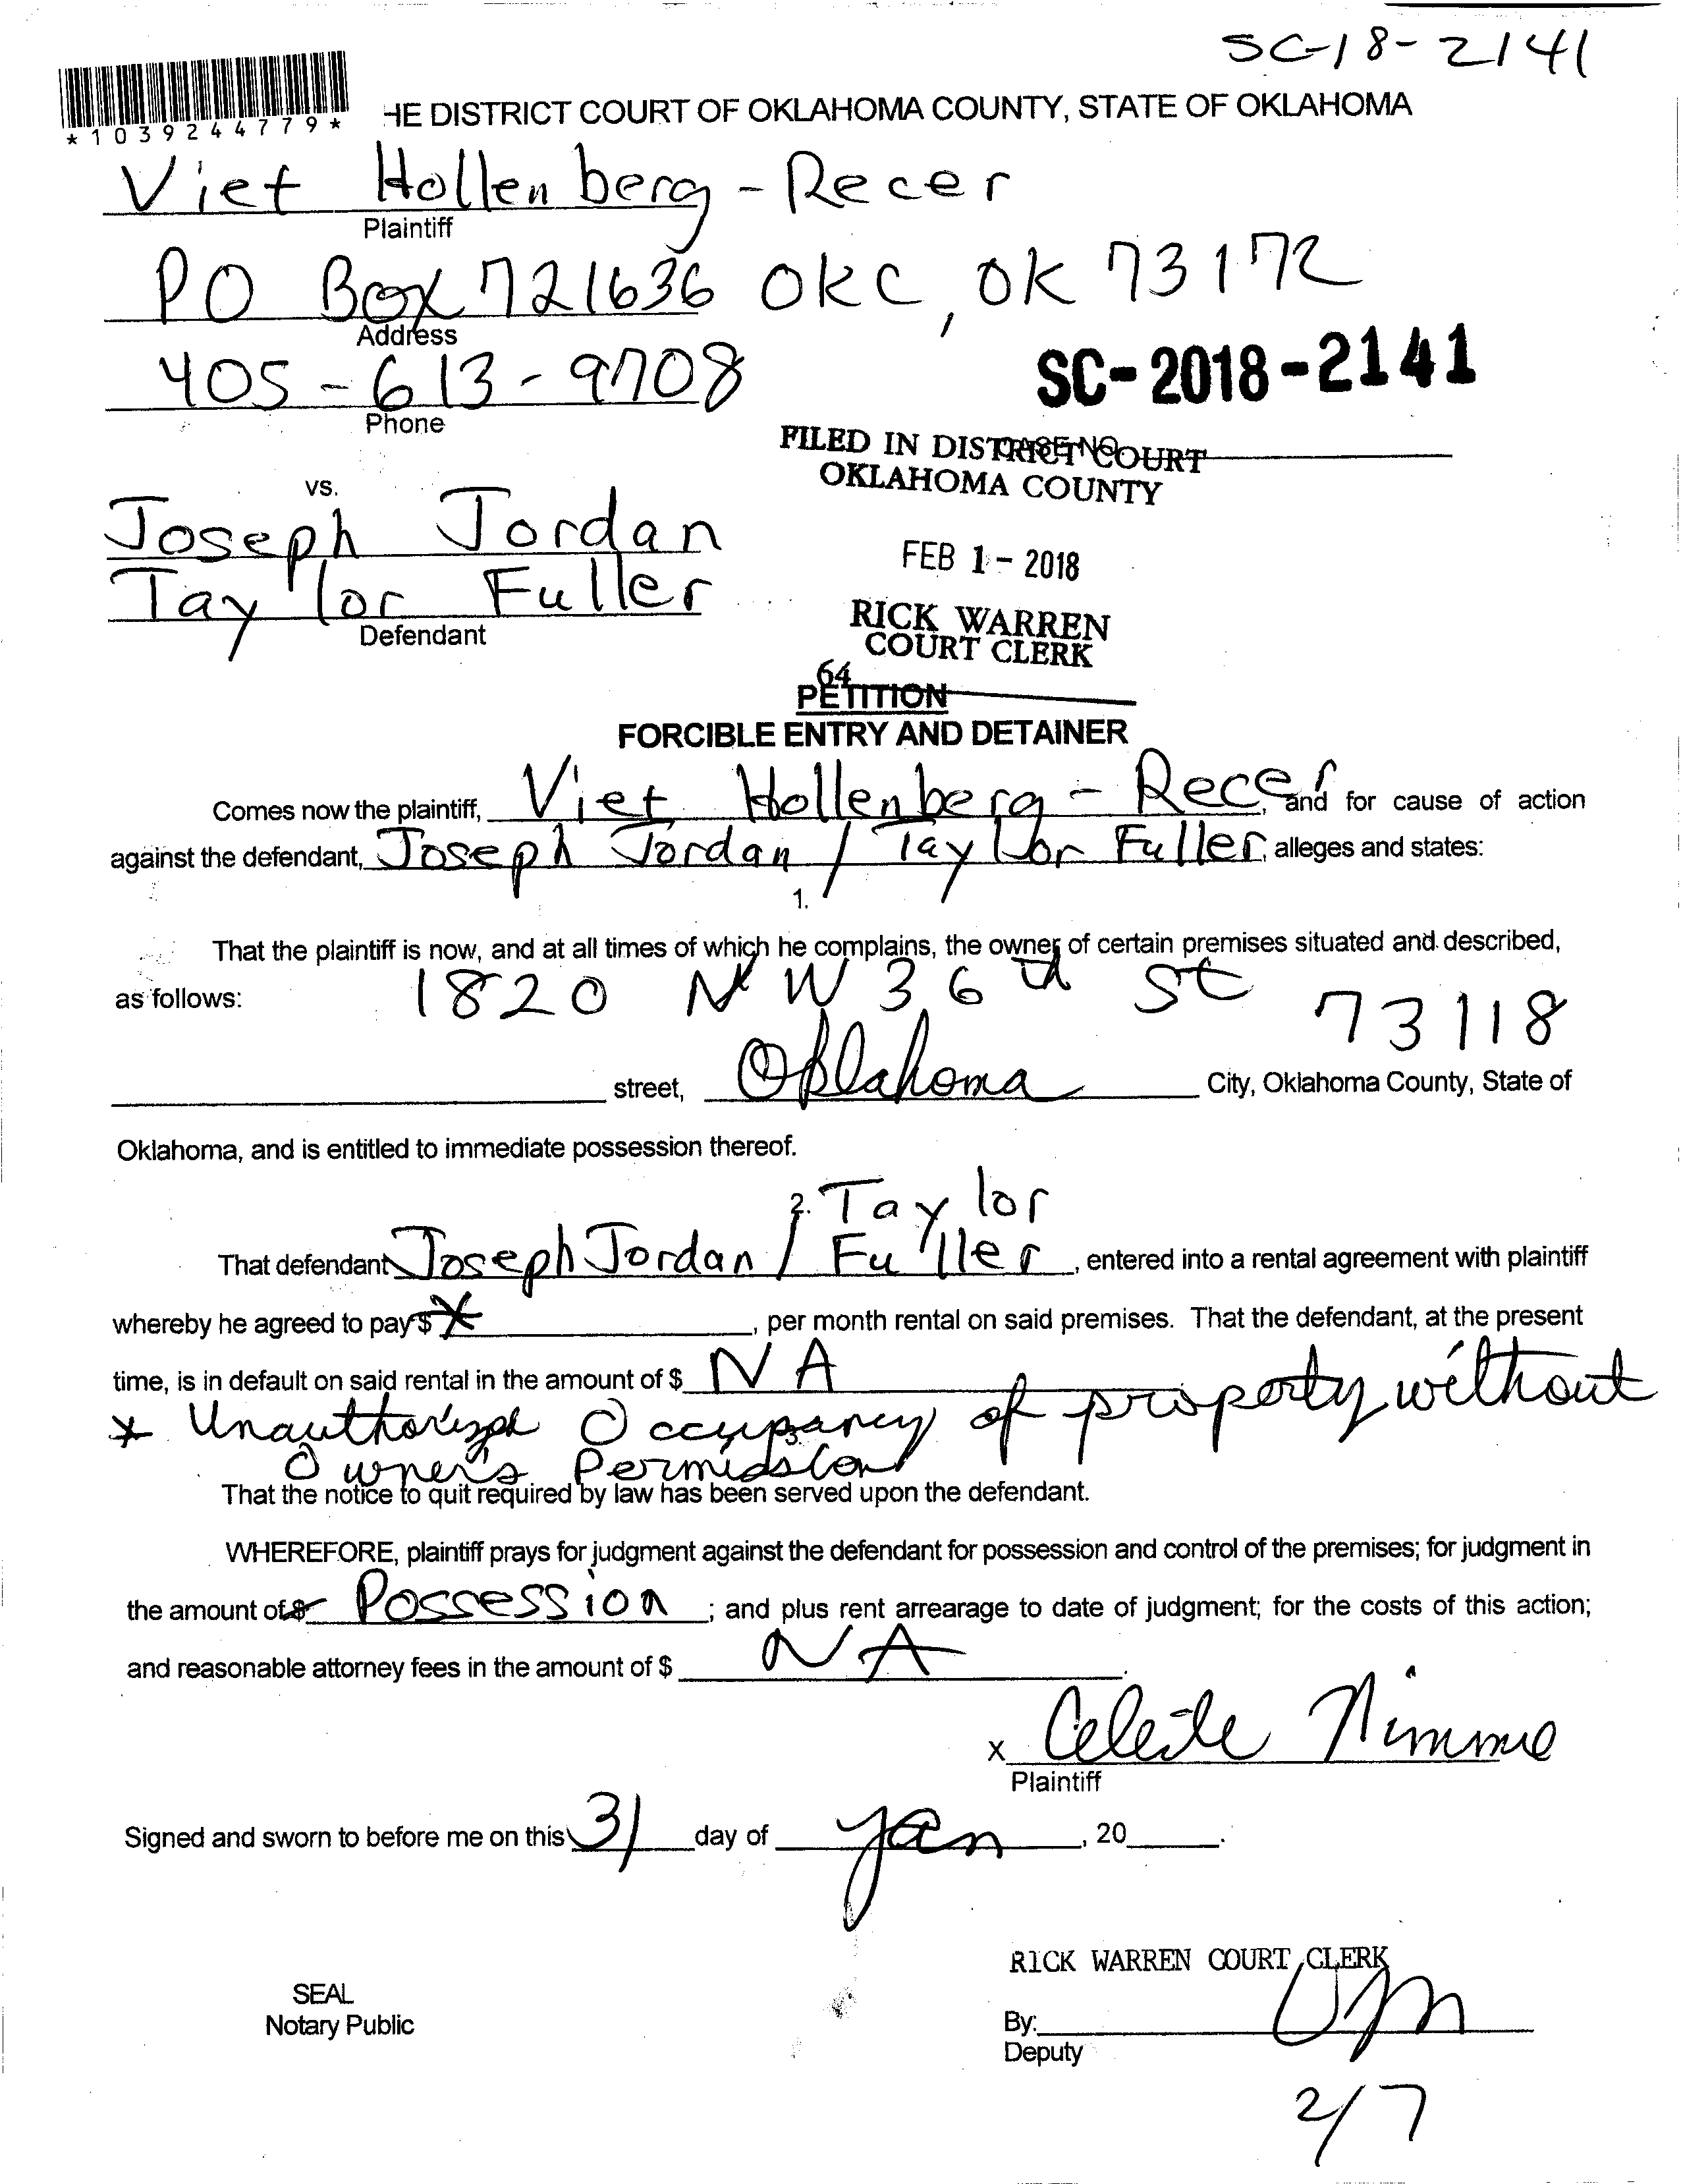 SC-18-2141
*1039244779*
HE DISTRICT COURT OF OKLAHOMA COUNTY, STATE OF OKLAHOMA
Viet Hollenberg-Recer
Plaintiff
PO Box 721636 OKC, OK 73172
Address
405-613-9708
Phone
SC-2018-2141
CASE NO.
FILED IN DISTRICT COURT
OKLAHOMA COUNTY
vs.
Joseph Jordan
Taylor Fuller
Defendant
FEB 1-2018
RICK WARREN
COURT CLERK
64
PETITION
FORCIBLE ENTRY AND DETAINER
Comes now the plaintiff, Viet Hollenberg-Recer, and for cause of action
against the defendant, Joseph Jordan / Taylor Fuller, alleges and states:
1.
That the plaintiff is now, and at all times of which he complains, the owner of certain premises situated and described,
as follows: 1820 NW 36th St 73118
street, Oklahoma City, Oklahoma County, State of
Oklahoma, and is entitled to immediate possession thereof.
2.
That defendant Joseph Jordan / Taylor Fuller, entered into a rental agreement with plaintiff
whereby he agreed to pay $ *, per month rental on said premises. That the defendant, at the present
time, is in default on said rental in the amount of $ NA
* Unauthorized Occupancy of property without
3.
Owner's Permission
That the notice to quit required by law has been served upon the defendant.
WHEREFORE, plaintiff prays for judgment against the defendant for possession and control of the premises; for judgment in
the amount of $ Possession; and plus rent arrearage to date of judgment; for the costs of this action;
and reasonable attorney fees in the amount of $ NA.
x Celeste Nimmo
Plaintiff
Signed and sworn to before me on this 31 day of Jan, 20.
RICK WARREN COURT CLERK
SEAL
Notary Public
By:
Deputy
2/7